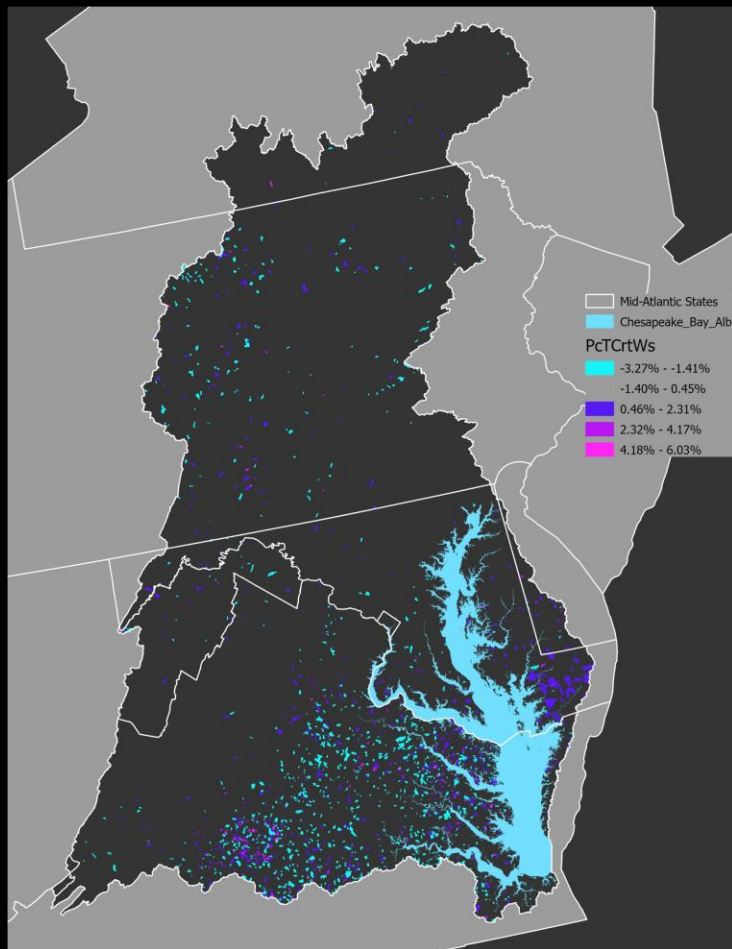 Mid-Atlantic States
Chesapeake_Bay_Alb
PcTCrtWs
-3.27% - -1.41%
-1.40% - 0.45%
0.46% - 2.31%
2.32% - 4.17%
4.18% - 6.03%